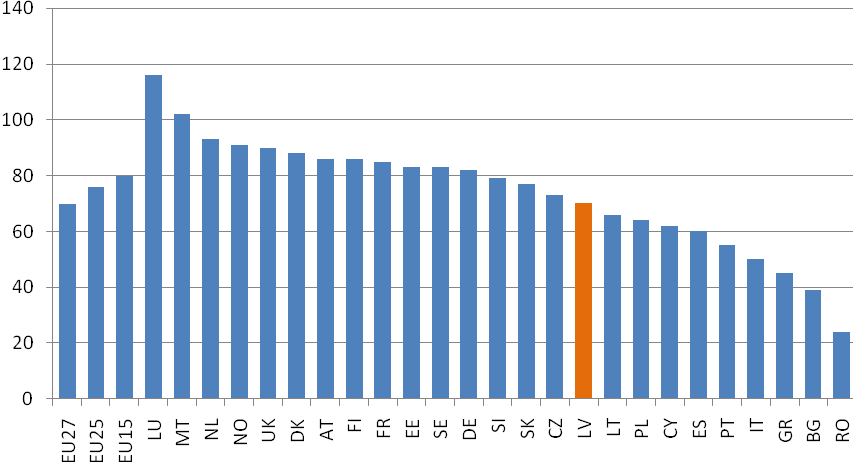 140
120
100
80
60
40
20
0
EU27
EU25
EU15
LU
MT
NL
NO
UK
DK
AT
FI
FR
EE
SE
DE
SI
SK
CZ
LV
LT
PL
CY
ES
PT
IT
GR
BG
RO